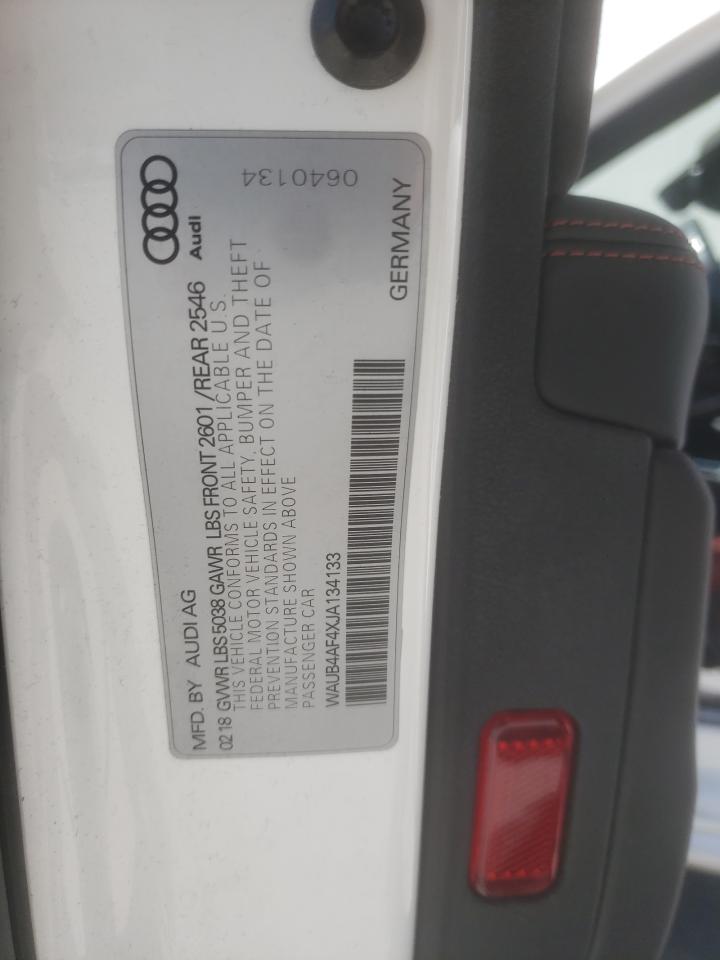 MFD. BY AUDI AG
02 18 GVWR LBS 5038 GAWR LBS FRONT 2601 / REAR 2546
THIS VEHICLE CONFORMS TO ALL APPLICABLE U.S.
FEDERAL MOTOR VEHICLE SAFETY, BUMPER AND THEFT
PREVENTION STANDARDS IN EFFECT ON THE DATE OF
MANUFACTURE SHOWN ABOVE
PASSENGER CAR
WAUB4AF4XJA134133
GERMANY
Audi
0640134